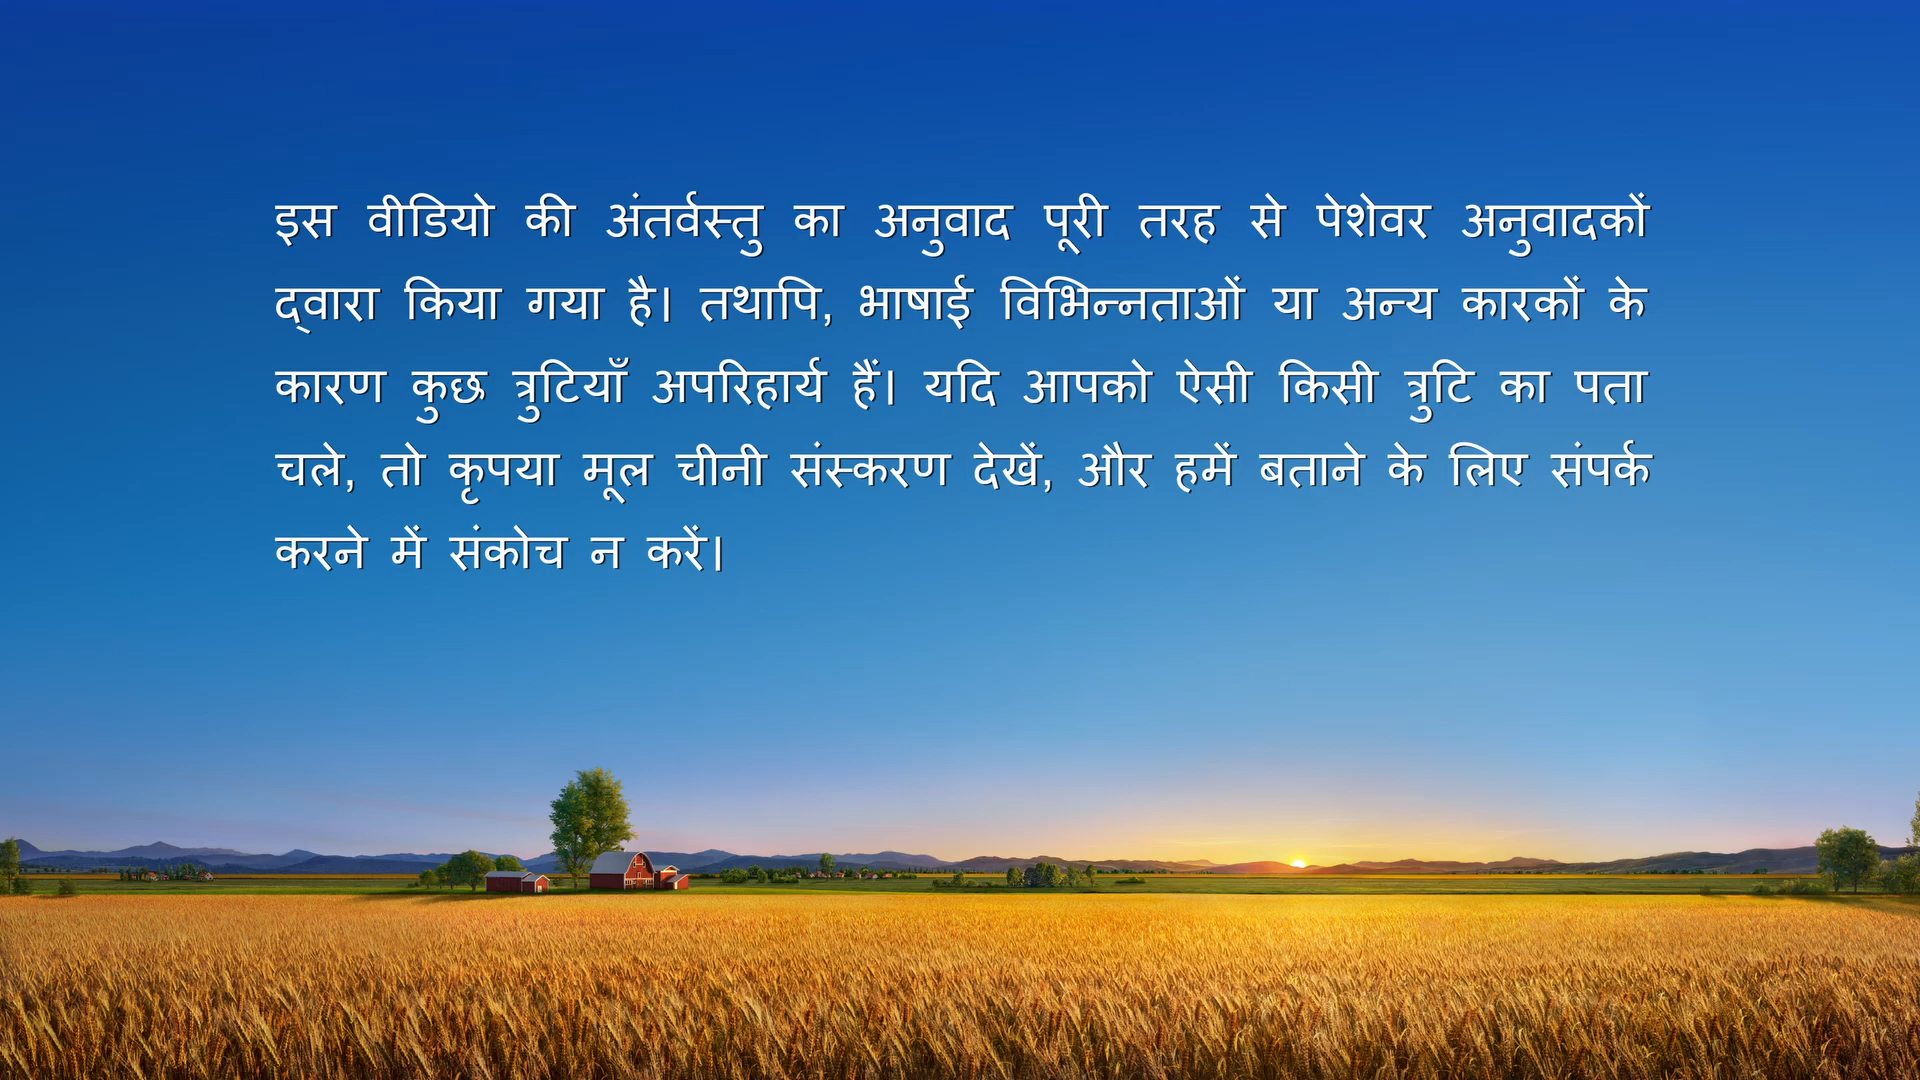 इस वीडियो की अंतर्वस्तु का अनुवाद पूरी तरह से पेशेवर अनुवादकों
द्वारा किया गया है। तथापि, भाषाई विभिन्नताओं या अन्य कारकों के
कारण कुछ त्रुटियाँ अपरिहार्य हैं। यदि आपको ऐसी किसी त्रुटि का पता
चले, तो कृपया मूल चीनी संस्करण देखें, और हमें बताने के लिए संपर्क
करने में संकोच न करें।